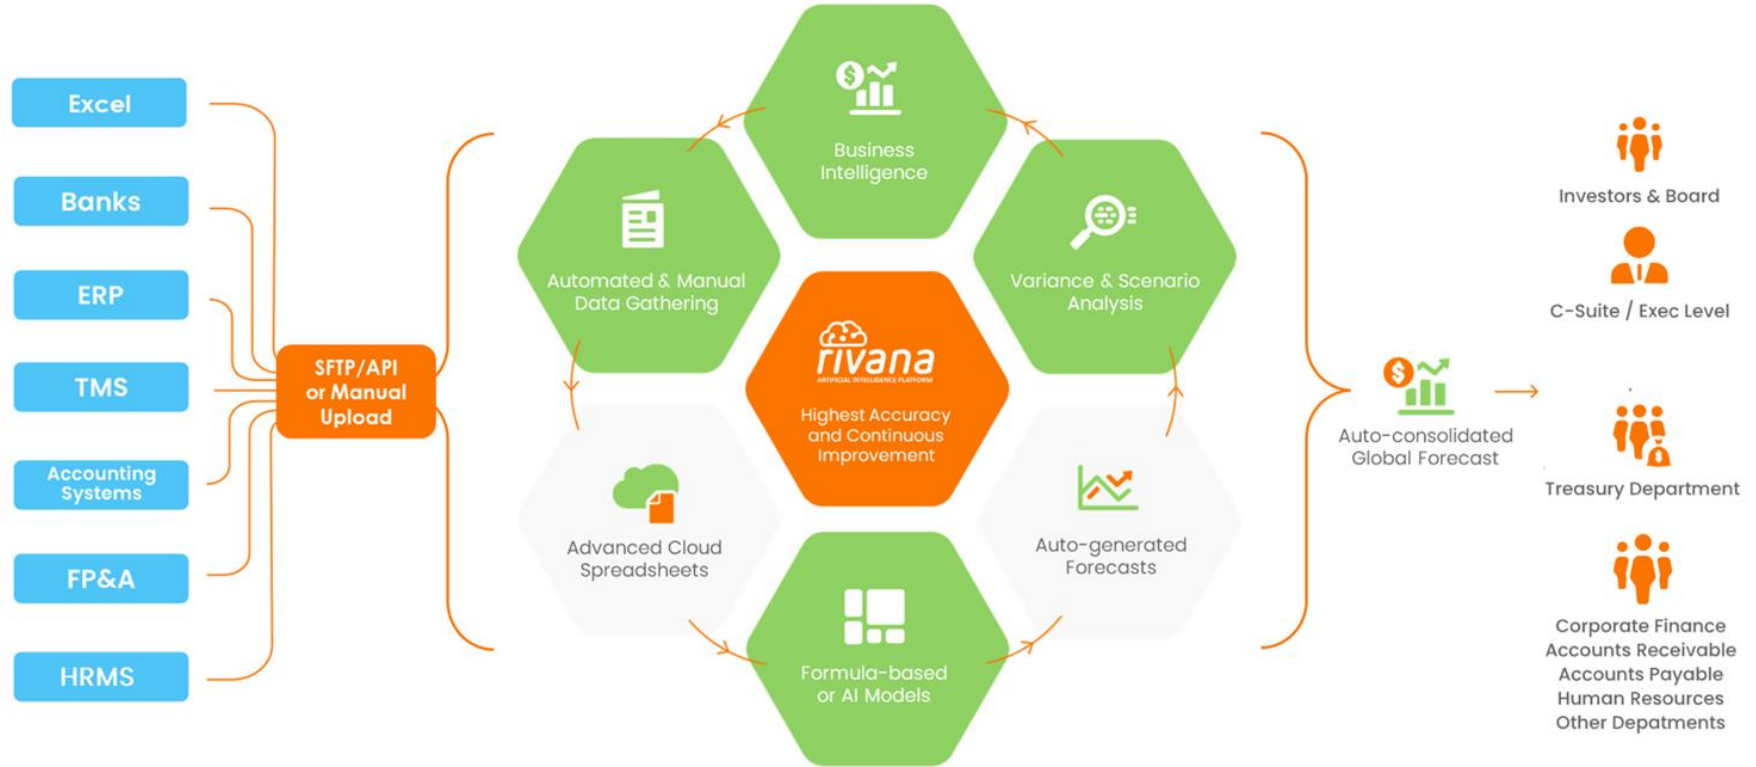 Excel
Banks
ERP
TMS
Accounting
Systems
FP&A
HRMS
SFTP/API
or Manual
Upload
Business
Intelligence
Automated & Manual
Data Gathering
Variance & Scenario
Analysis
rivana
ARTIFICIAL INTELLIGENCE PLATFORM
Highest Accuracy
and Continuous
Improvement
Advanced Cloud
Spreadsheets
Auto-generated
Forecasts
Formula-based
or AI Models
Auto-consolidated
Global Forecast
Investors & Board
C-Suite / Exec Level
Treasury Department
Corporate Finance
Accounts Receivable
Accounts Payable
Human Resources
Other Depatments